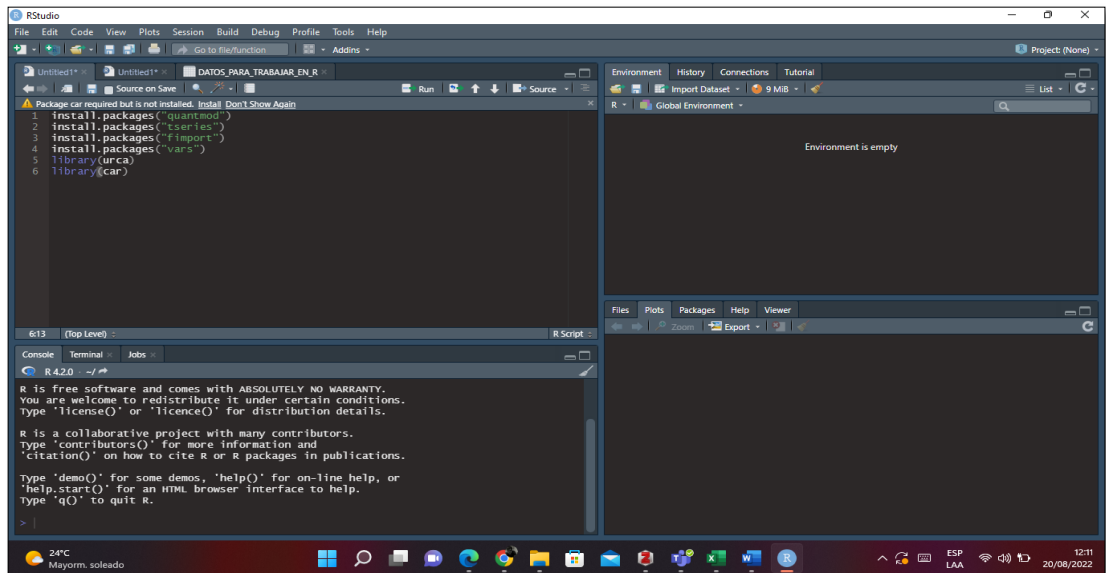 RStudio
File Edit Code View Plots Session Build Debug Profile Tools Help
Go to file/function Addins Project: (None)
Untitled1* Untitled1* DATOS_PARA_TRABAJAR_EN_R
Source on Save Run Source
Package car required but is not installed. Install Don't Show Again
1 install.packages("quantmod")
2 install.packages("tseries")
3 install.packages("fimport")
4 install.packages("vars")
5 library(urca)
6 library(car)
6:13 (Top Level) R Script
Console Terminal Jobs
R 4.2.0 · ~/
R is free software and comes with ABSOLUTELY NO WARRANTY.
You are welcome to redistribute it under certain conditions.
Type 'license()' or 'licence()' for distribution details.
R is a collaborative project with many contributors.
Type 'contributors()' for more information and
'citation()' on how to cite R or R packages in publications.
Type 'demo()' for some demos, 'help()' for on-line help, or
'help.start()' for an HTML browser interface to help.
Type 'q()' to quit R.
>
Environment History Connections Tutorial
Import Dataset 9 MiB List
R Global Environment
Environment is empty
Files Plots Packages Help Viewer
Zoom Export
24°C
Mayorm. soleado
ESP
LAA
12:11
20/08/2022